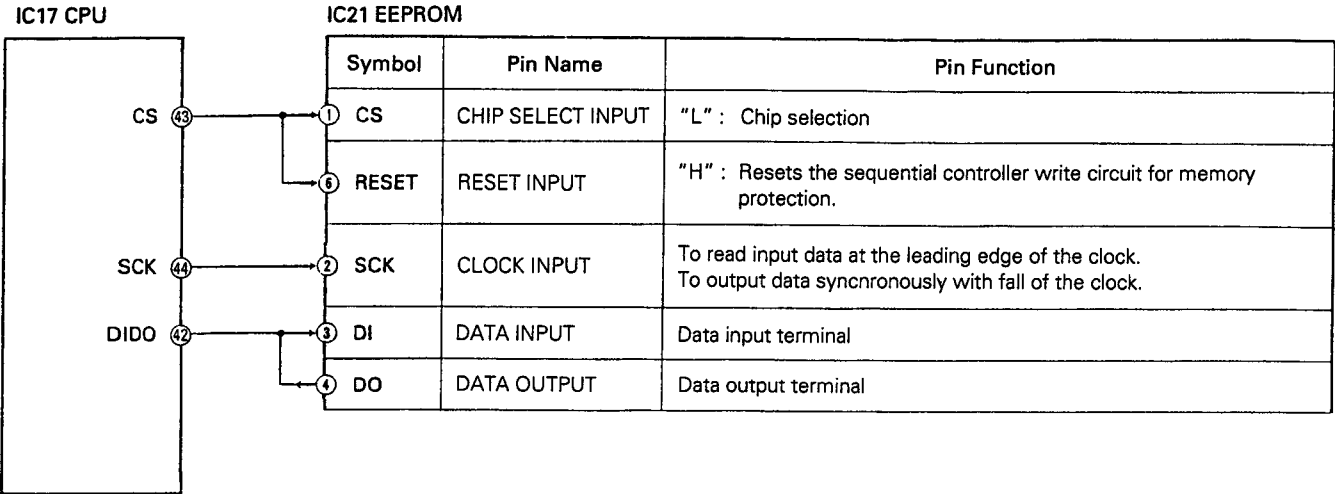 IC17 CPU
IC21 EEPROM
Symbol Pin Name Pin Function
CS 43 1 CS CHIP SELECT INPUT "L" : Chip selection
6 RESET RESET INPUT "H" : Resets the sequential controller write circuit for memory
protection.
SCK 44 2 SCK CLOCK INPUT To read input data at the leading edge of the clock.
To output data syncnronously with fall of the clock.
DIDO 42 3 DI DATA INPUT Data input terminal
4 DO DATA OUTPUT Data output terminal